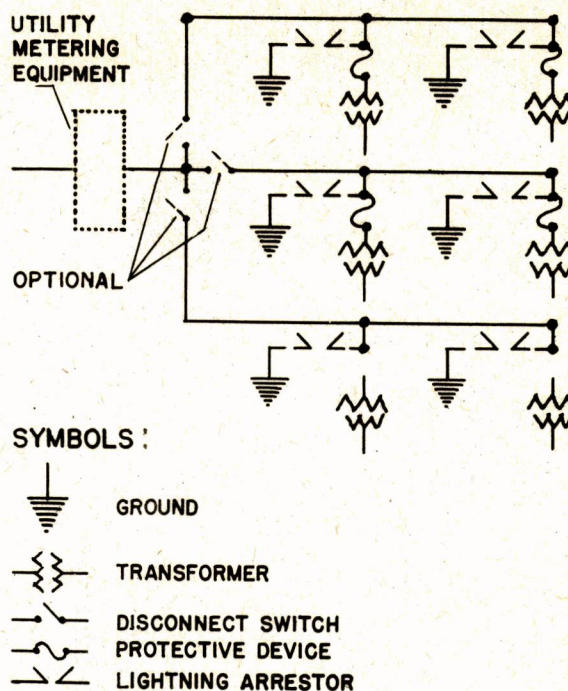 UTILITY
METERING
EQUIPMENT
OPTIONAL
SYMBOLS:
GROUND
TRANSFORMER
DISCONNECT SWITCH
PROTECTIVE DEVICE
LIGHTNING ARRESTOR